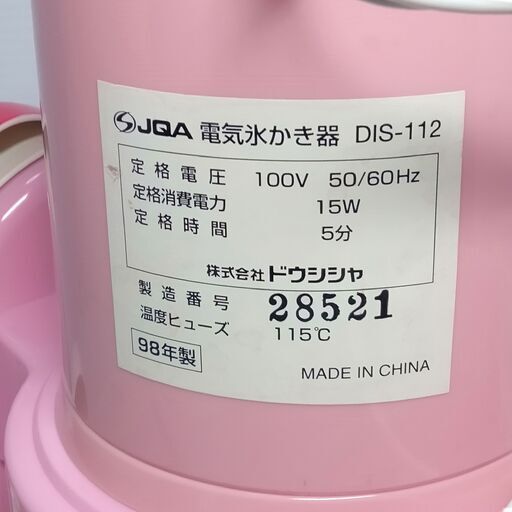 JQA 電気氷かき器 DIS-112
定格電圧 100V 50/60Hz
定格消費電力 15W
定格時間 5分
株式会社ドウシシャ
製造番号 28521
温度ヒューズ 115℃
98年製
MADE IN CHINA